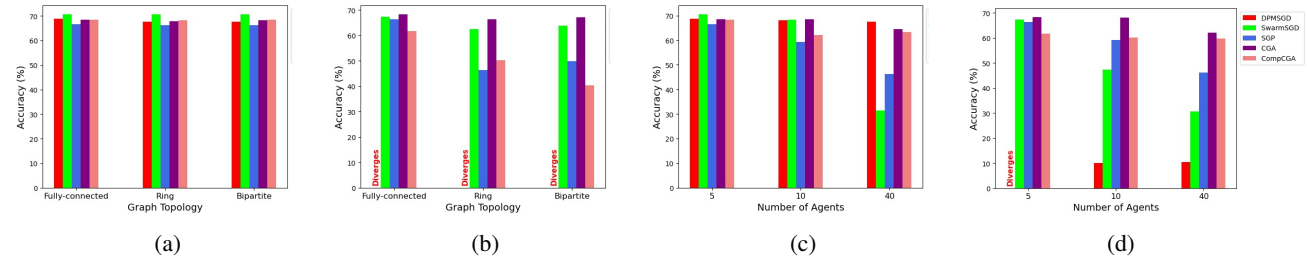 Accuracy (%)
70
60
50
40
30
20
10
0
Fully-connected Ring Bipartite
Graph Topology
(a)
Accuracy (%)
70
60
50
40
30
20
10
0
Diverges Diverges Diverges
Fully-connected Ring Bipartite
Graph Topology
(b)
Accuracy (%)
70
60
50
40
30
20
10
0
5 10 40
Number of Agents
(c)
Accuracy (%)
70
60
50
40
30
20
10
0
Diverges
5 10 40
Number of Agents
(d)
DPMSGD
SwarmSGD
SGP
CGA
CompCGA